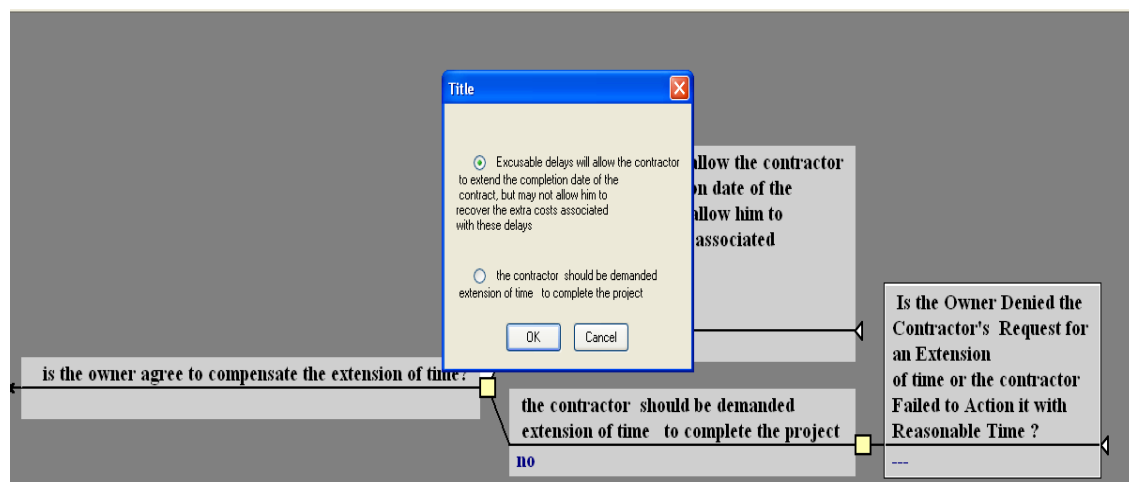 Title
Excusable delays will allow the contractor
to extend the completion date of the
contract, but may not allow him to
recover the extra costs associated
with these delays
the contractor should be demanded
extension of time to complete the project
OK
Cancel
allow the contractor
on date of the
allow him to
associated
is the owner agree to compensate the extension of time?
the contractor should be demanded
extension of time to complete the project
no
Is the Owner Denied the
Contractor's Request for
an Extension
of time or the contractor
Failed to Action it with
Reasonable Time ?
---